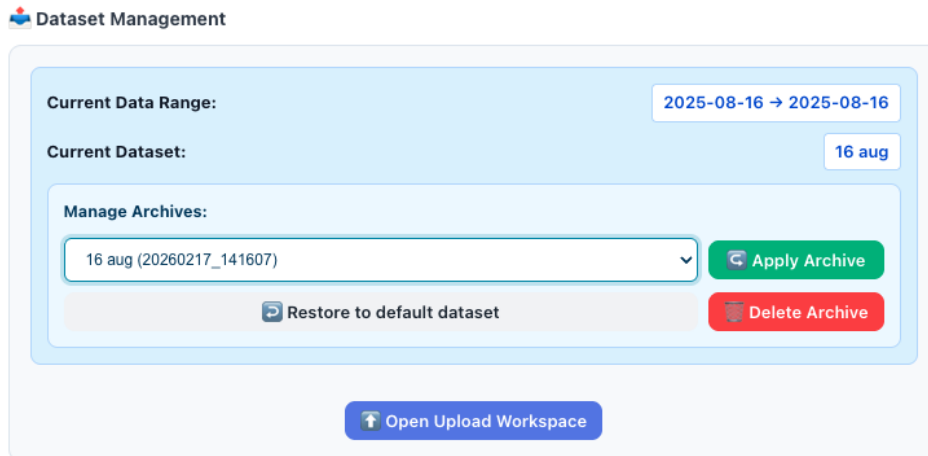 Dataset Management
Current Data Range:
2025-08-16 → 2025-08-16
Current Dataset:
16 aug
Manage Archives:
16 aug (20260217_141607)
Apply Archive
Restore to default dataset
Delete Archive
Open Upload Workspace